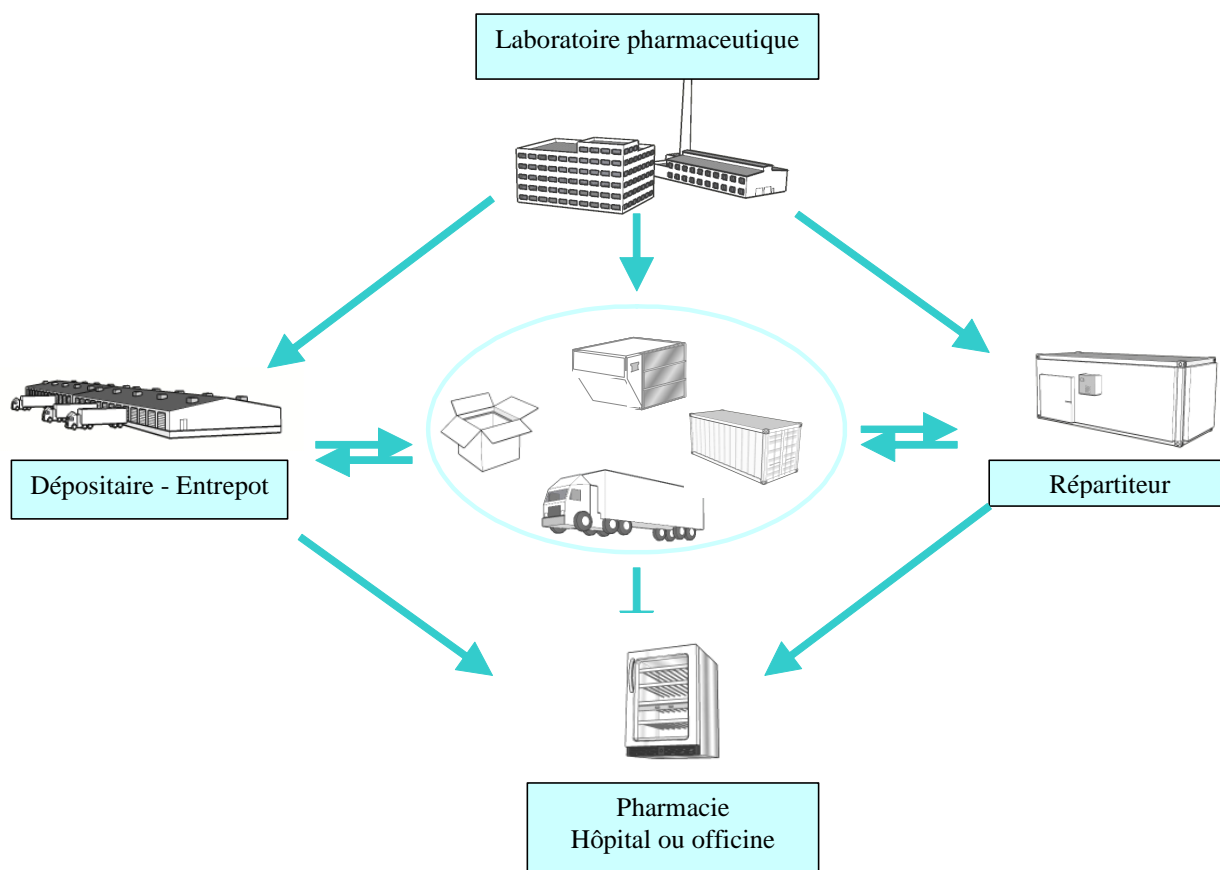 Laboratoire pharmaceutique
Dépositaire - Entrepot
Répartiteur
Pharmacie
Hôpital ou officine